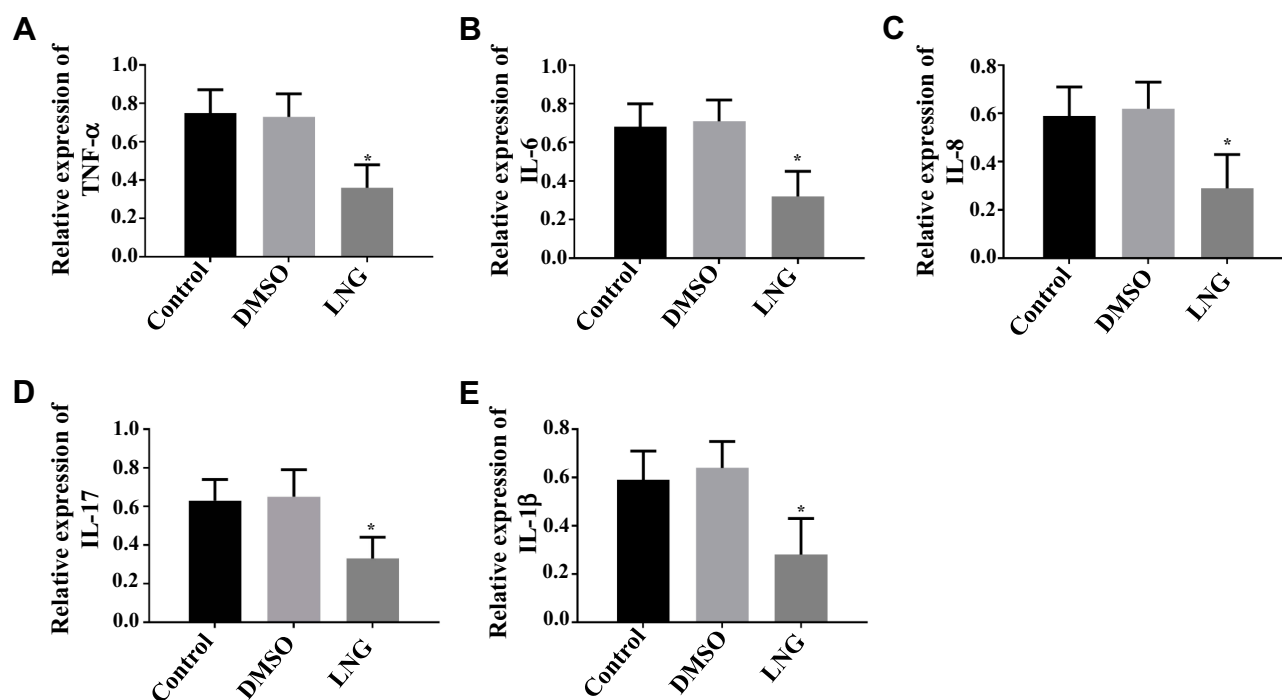 A
Relative expression of
TNF-α
1.0
0.8
0.6
0.4
0.2
0.0
*
Control
DMSO
LNG
B
Relative expression of
IL-6
1.0
0.8
0.6
0.4
0.2
0.0
*
Control
DMSO
LNG
C
Relative expression of
IL-8
0.8
0.6
0.4
0.2
0.0
*
Control
DMSO
LNG
D
Relative expression of
IL-17
1.0
0.8
0.6
0.4
0.2
0.0
*
Control
DMSO
LNG
E
Relative expression of
IL-1β
0.8
0.6
0.4
0.2
0.0
*
Control
DMSO
LNG